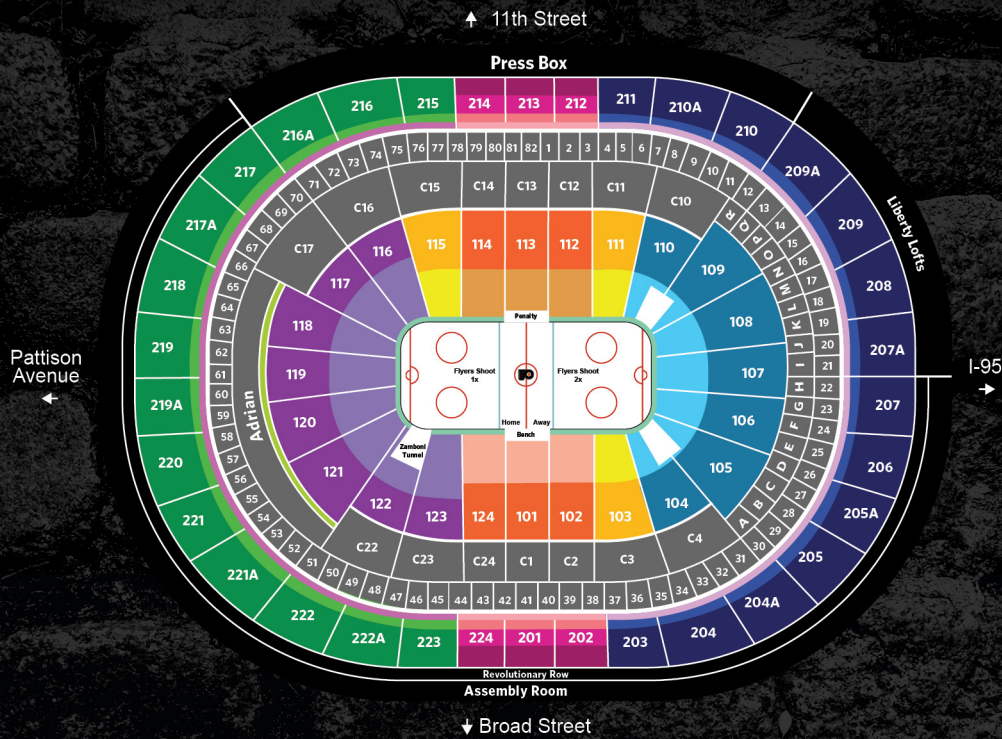 11th Street
Press Box
216 215 214 213 212 211 210A
216A 210
217 209A
217A 209
218 208
219 207A
219A 207
220 206
221 205A
221A 205
222 204A
222A 223 224 201 202 203 204
Liberty Lofts
Pattison
Avenue
I-95
75 76 77 78 79 80 81 82 1 2 3 4 5 6 7
74 8
73 9
72 10
71 11
70 12
69 13
68 14
67 15
66 16
65 17
64 18
63 19
62 20
61 21
60 22
59 23
58 24
57 25
56 26
55 27
54 28
53 29
52 30
51 31
50 32
49 33
48 34
47 46 45 44 43 42 41 40 39 38 37 36 35
C15 C14 C13 C12 C11
C16 C10
C17
R
Q
P
O
N
M
L
K
J
I
H
G
F
E
D
C
B
A
115 114 113 112 111
116 110
117 109
118 108
119 107
120 106
121 105
122 104
123 124 101 102 103
Adrian
Penalty
Flyers Shoot
1x
Flyers Shoot
2x
Home Away
Bench
Zamboni
Tunnel
C22 C4
C23 C24 C1 C2 C3
Revolutionary Row
Assembly Room
Broad Street